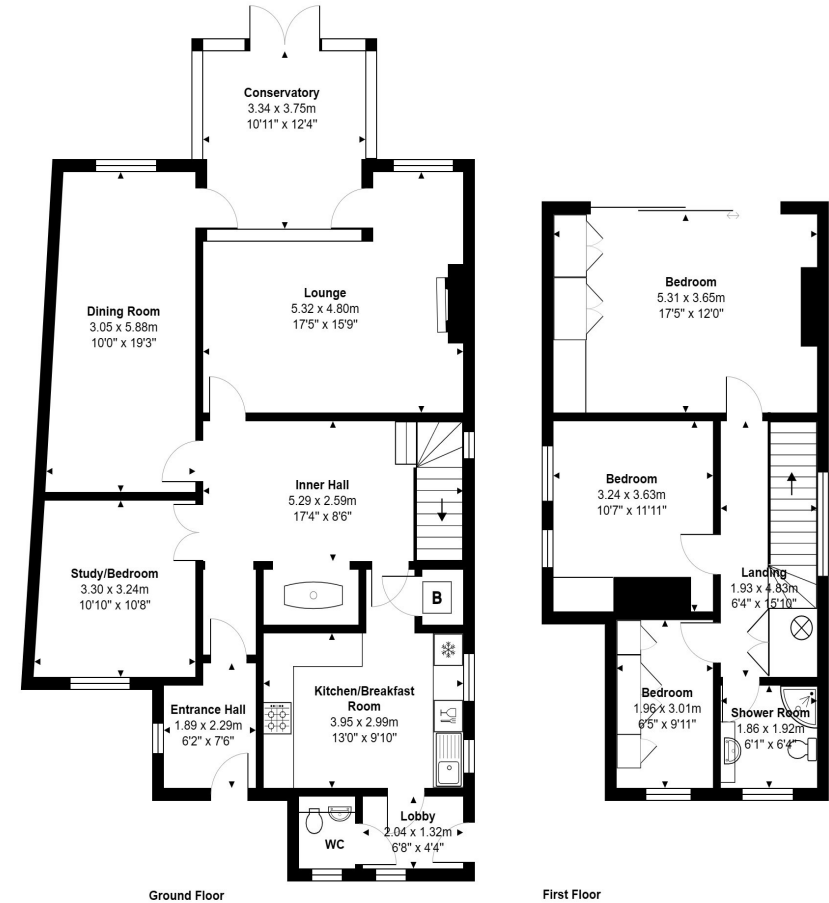 Conservatory
3.34 x 3.75m
10'11" x 12'4"
Dining Room
3.05 x 5.88m
10'0" x 19'3"
Lounge
5.32 x 4.80m
17'5" x 15'9"
Inner Hall
5.29 x 2.59m
17'4" x 8'6"
Study/Bedroom
3.30 x 3.24m
10'10" x 10'8"
B
Entrance Hall
1.89 x 2.29m
6'2" x 7'6"
Kitchen/Breakfast
Room
3.95 x 2.99m
13'0" x 9'10"
Lobby
2.04 x 1.32m
6'8" x 4'4"
WC
Ground Floor
Bedroom
5.31 x 3.65m
17'5" x 12'0"
Bedroom
3.24 x 3.63m
10'7" x 11'11"
Landing
1.93 x 4.83m
6'4" x 15'10"
Bedroom
1.96 x 3.01m
6'5" x 9'11"
Shower Room
1.86 x 1.92m
6'1" x 6'4"
First Floor